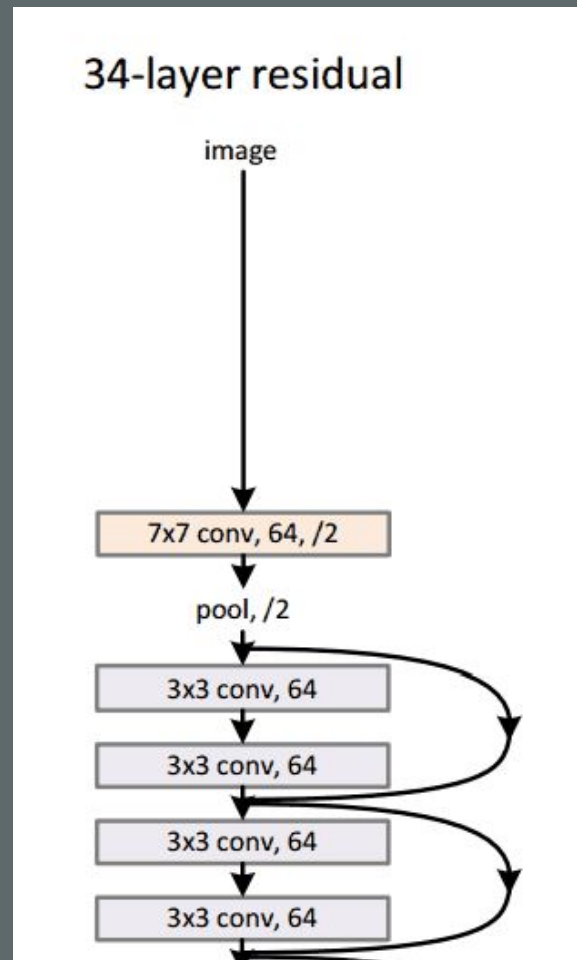 34-layer residual
image
7x7 conv, 64, /2
pool, /2
3x3 conv, 64
3x3 conv, 64
3x3 conv, 64
3x3 conv, 64